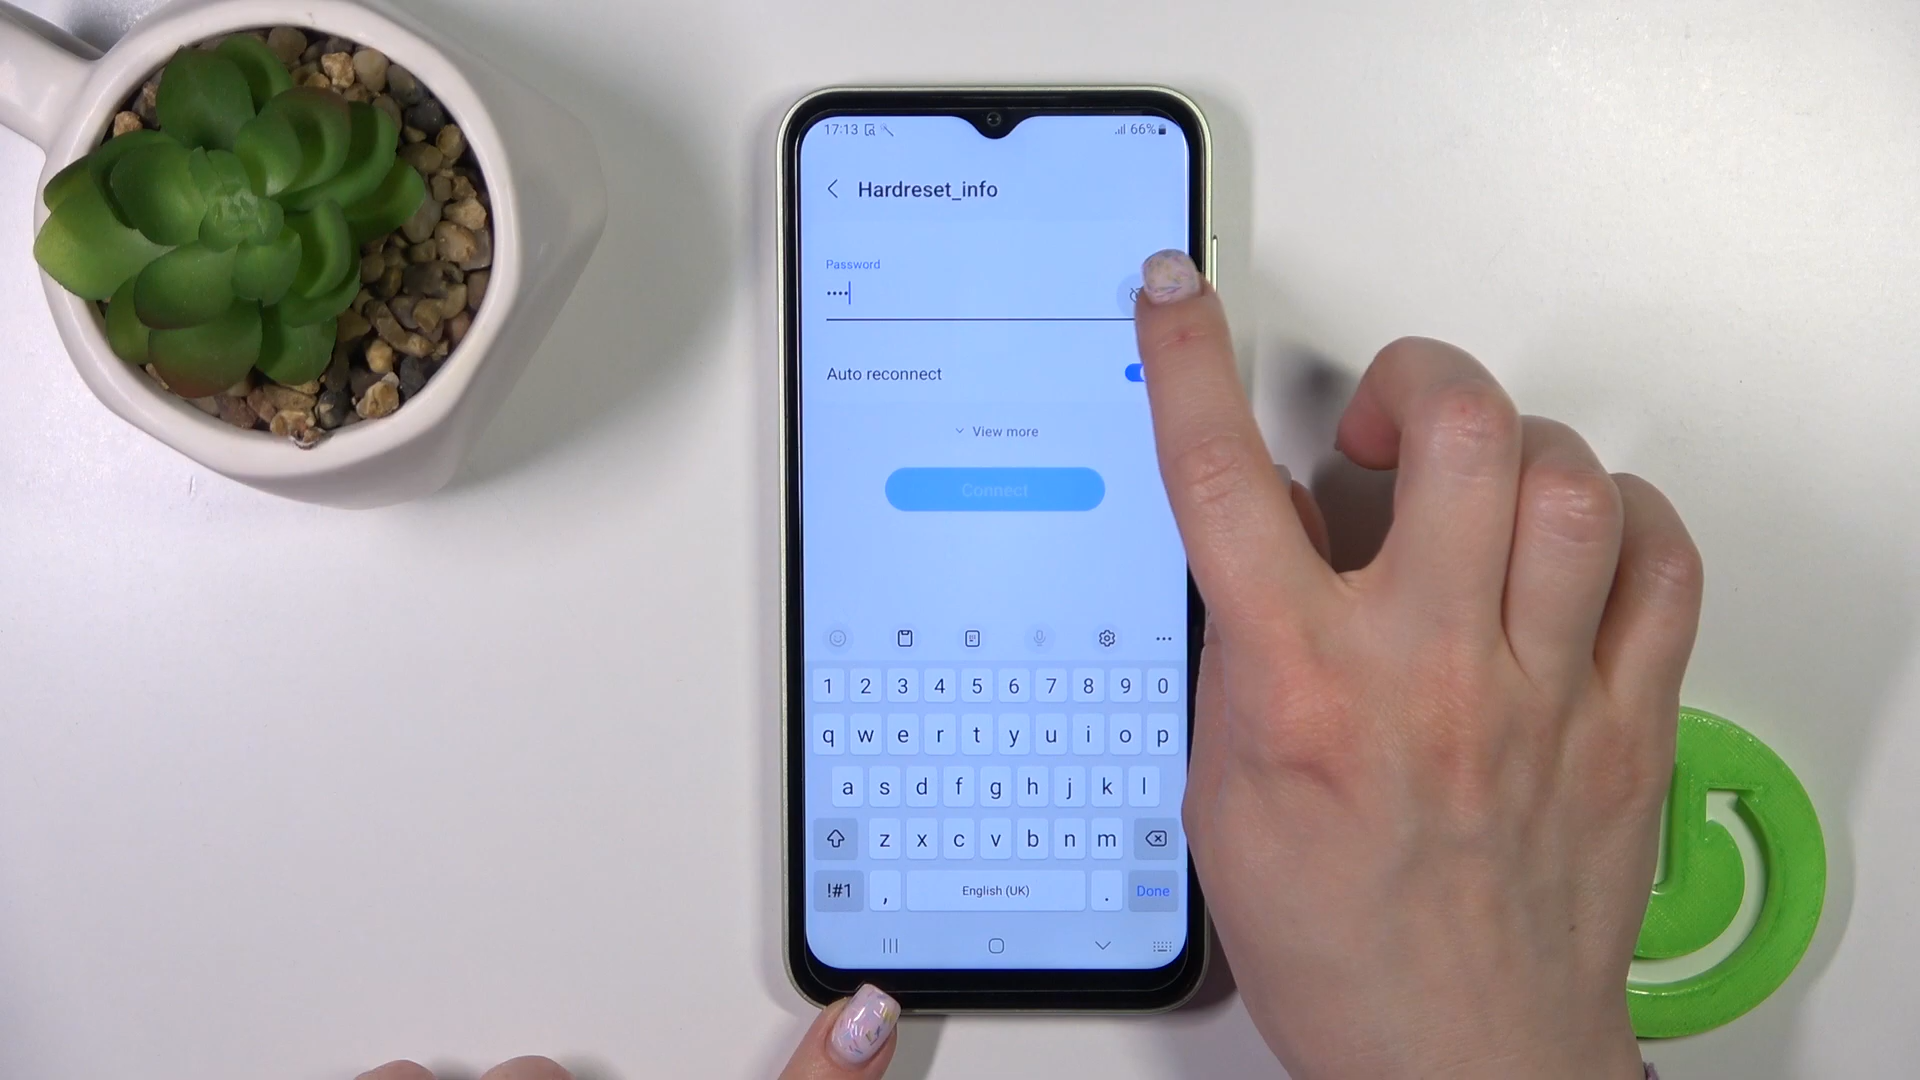 17:13 66%
Hardreset_info
Password
••••
Auto reconnect
View more
Connect
1 2 3 4 5 6 7 8 9 0
q w e r t y u i o p
a s d f g h j k l
z x c v b n m
!#1 , English (UK) . Done